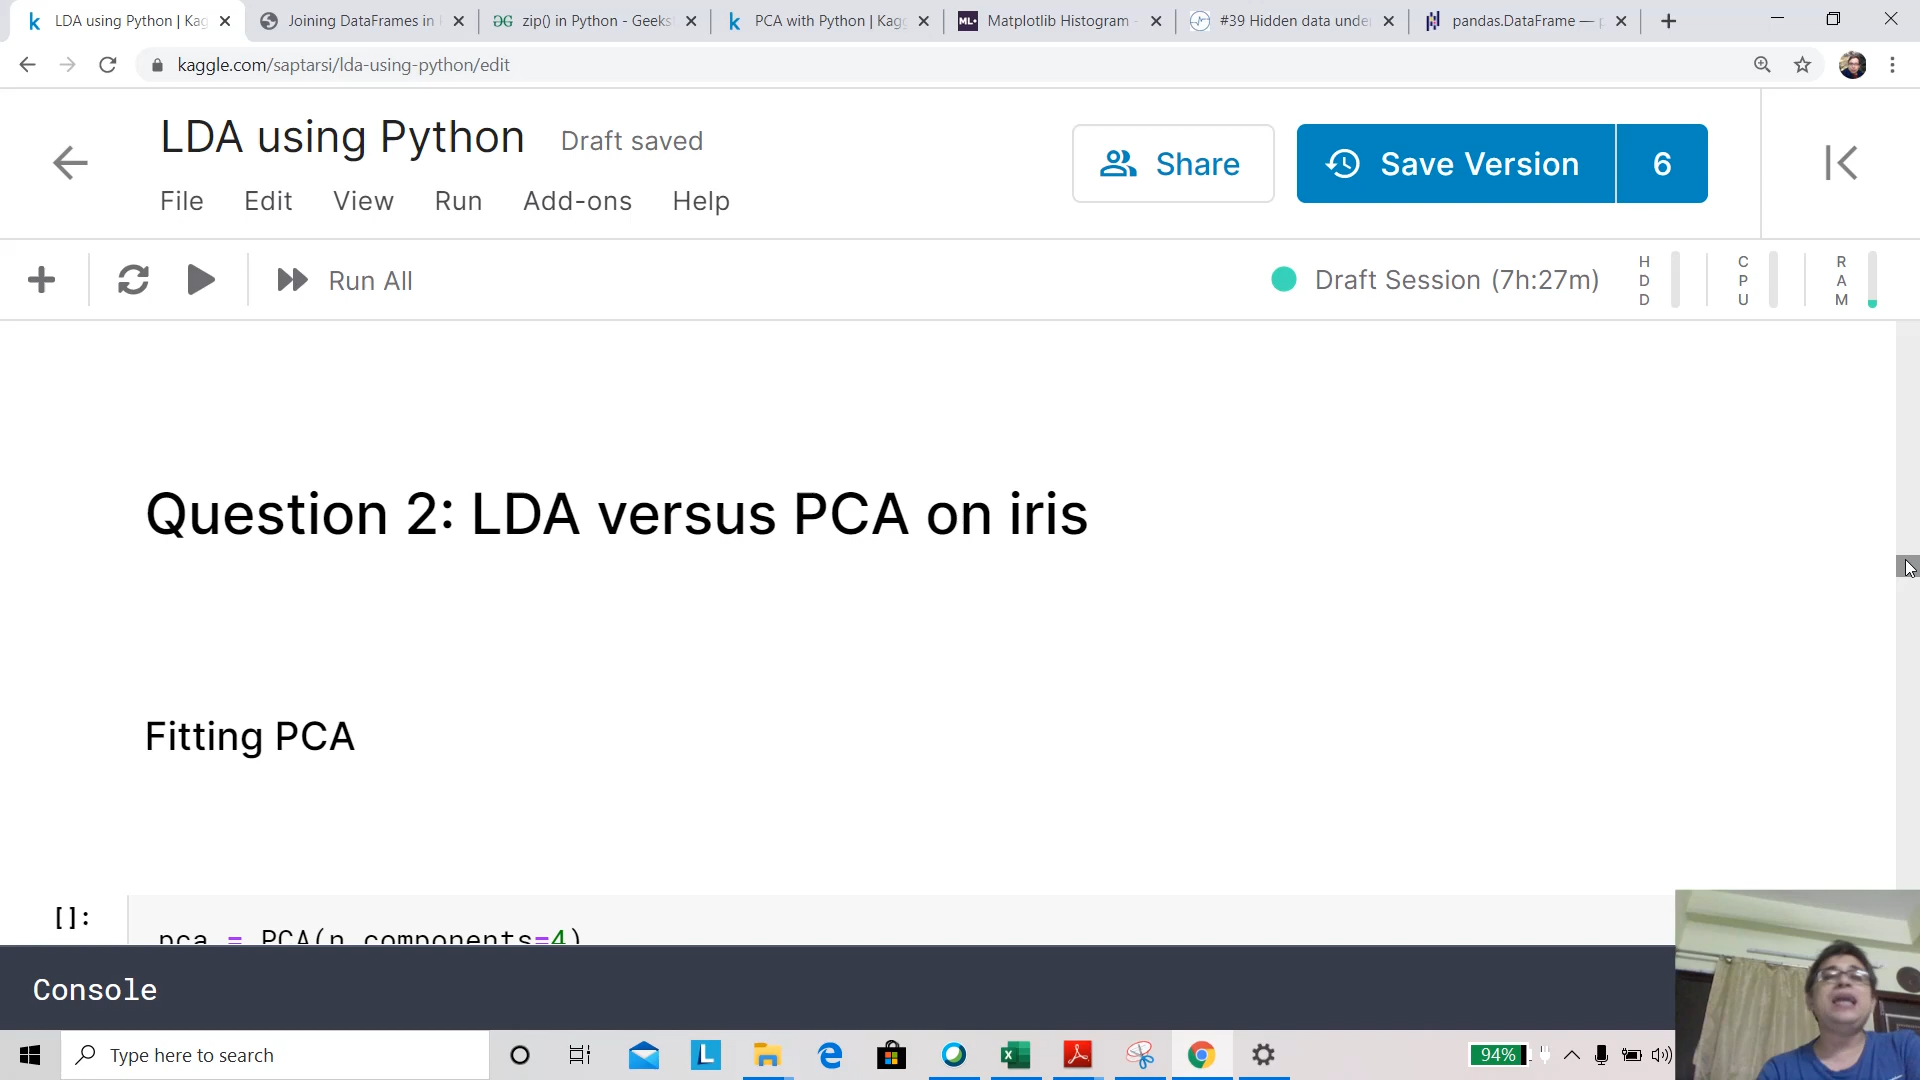 LDA using Python | Kag
Joining DataFrames in
zip() in Python - Geeks
PCA with Python | Kagg
Matplotlib Histogram -
#39 Hidden data unde
pandas.DataFrame — p
kaggle.com/saptarsi/lda-using-python/edit
LDA using Python Draft saved
Share
Save Version 6
File Edit View Run Add-ons Help
Run All
Draft Session (7h:27m)
HDD
CPU
RAM
Question 2: LDA versus PCA on iris
Fitting PCA
[]:
pca = PCA(n_components=4)
Console
Type here to search
94%